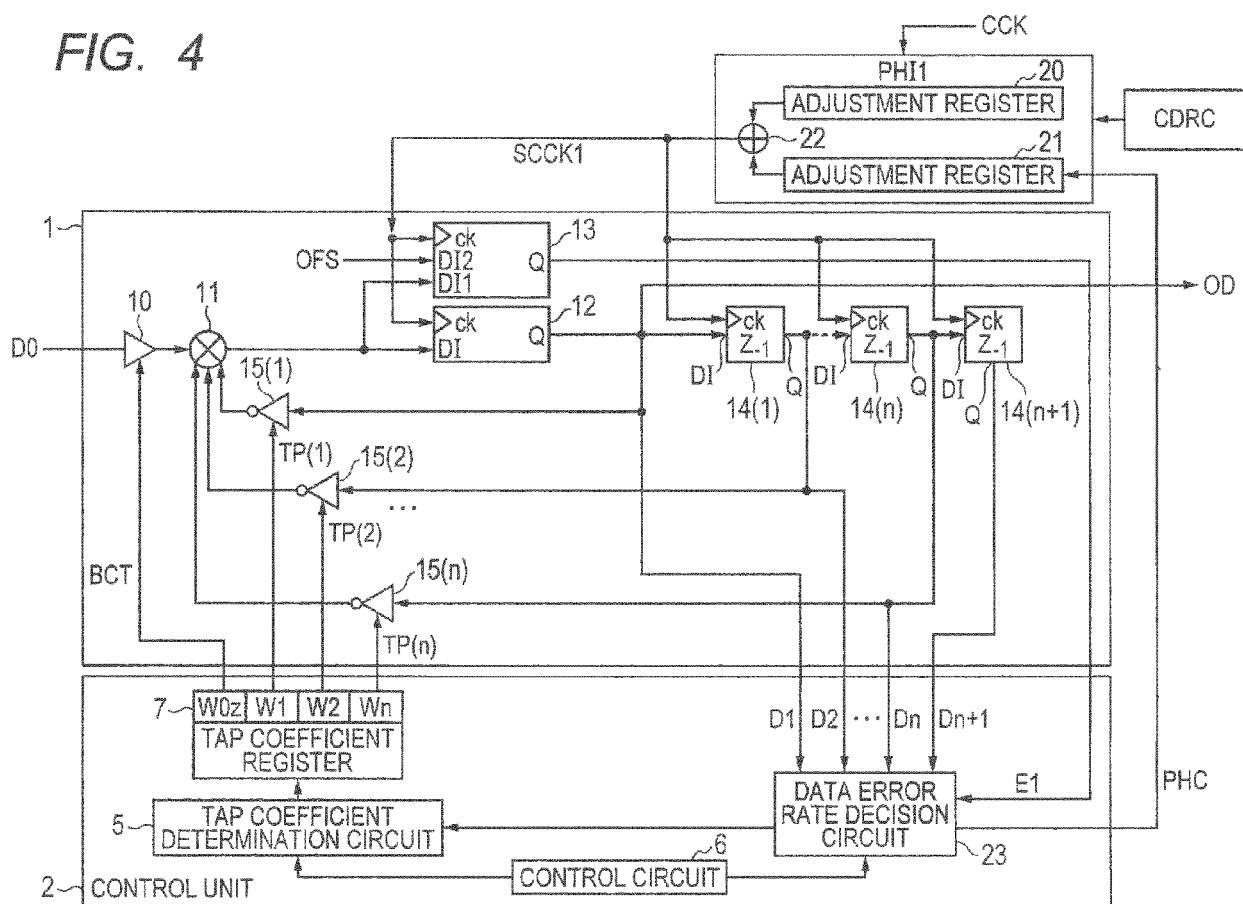 FIG. 4
CCK
PHI1
20
ADJUSTMENT REGISTER
22
21
ADJUSTMENT REGISTER
CDRC
SCCK1
1
13
ck
OFS
DI2
Q
DI1
12
ck
Q
DI
OD
10
11
D0
ck
Z-1
DI
Q
14(1)
ck
Z-1
DI
Q
14(n)
ck
Z-1
DI
Q
14(n+1)
15(1)
TP(1)
15(2)
...
TP(2)
BCT
15(n)
TP(n)
7
W0z W1 W2 Wn
TAP COEFFICIENT
REGISTER
D1 D2 ... Dn Dn+1
5
TAP COEFFICIENT
DETERMINATION CIRCUIT
DATA ERROR
RATE DECISION
CIRCUIT
E1
PHC
23
6
CONTROL CIRCUIT
2
CONTROL UNIT